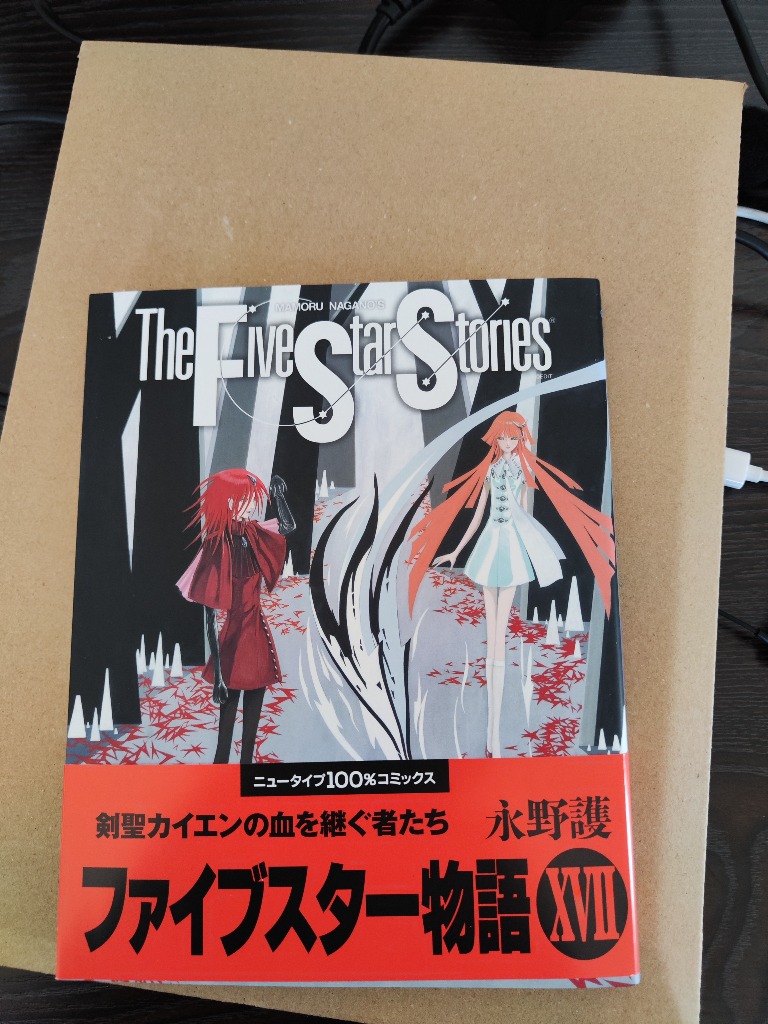 MAMORU NAGANO'S
The Five Star Stories®
EDIT
ニュータイプ100%コミックス
剣聖カイエンの血を継ぐ者たち
永野護
ファイブスター物語 XVII